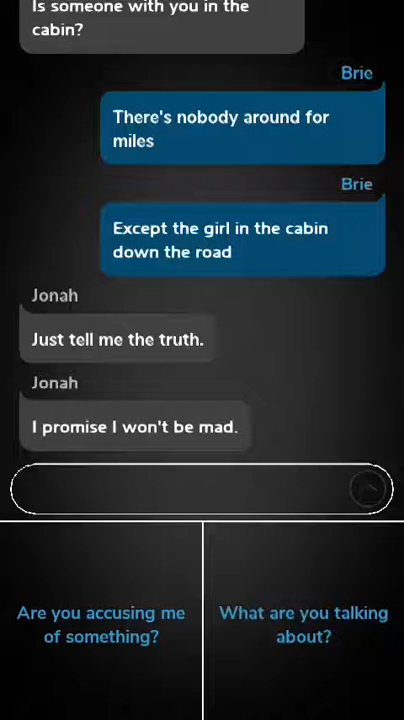 Is someone with you in the
cabin?
Brie
There's nobody around for
miles
Brie
Except the girl in the cabin
down the road
Jonah
Just tell me the truth.
Jonah
I promise I won't be mad.
Are you accusing me
of something?
What are you talking
about?